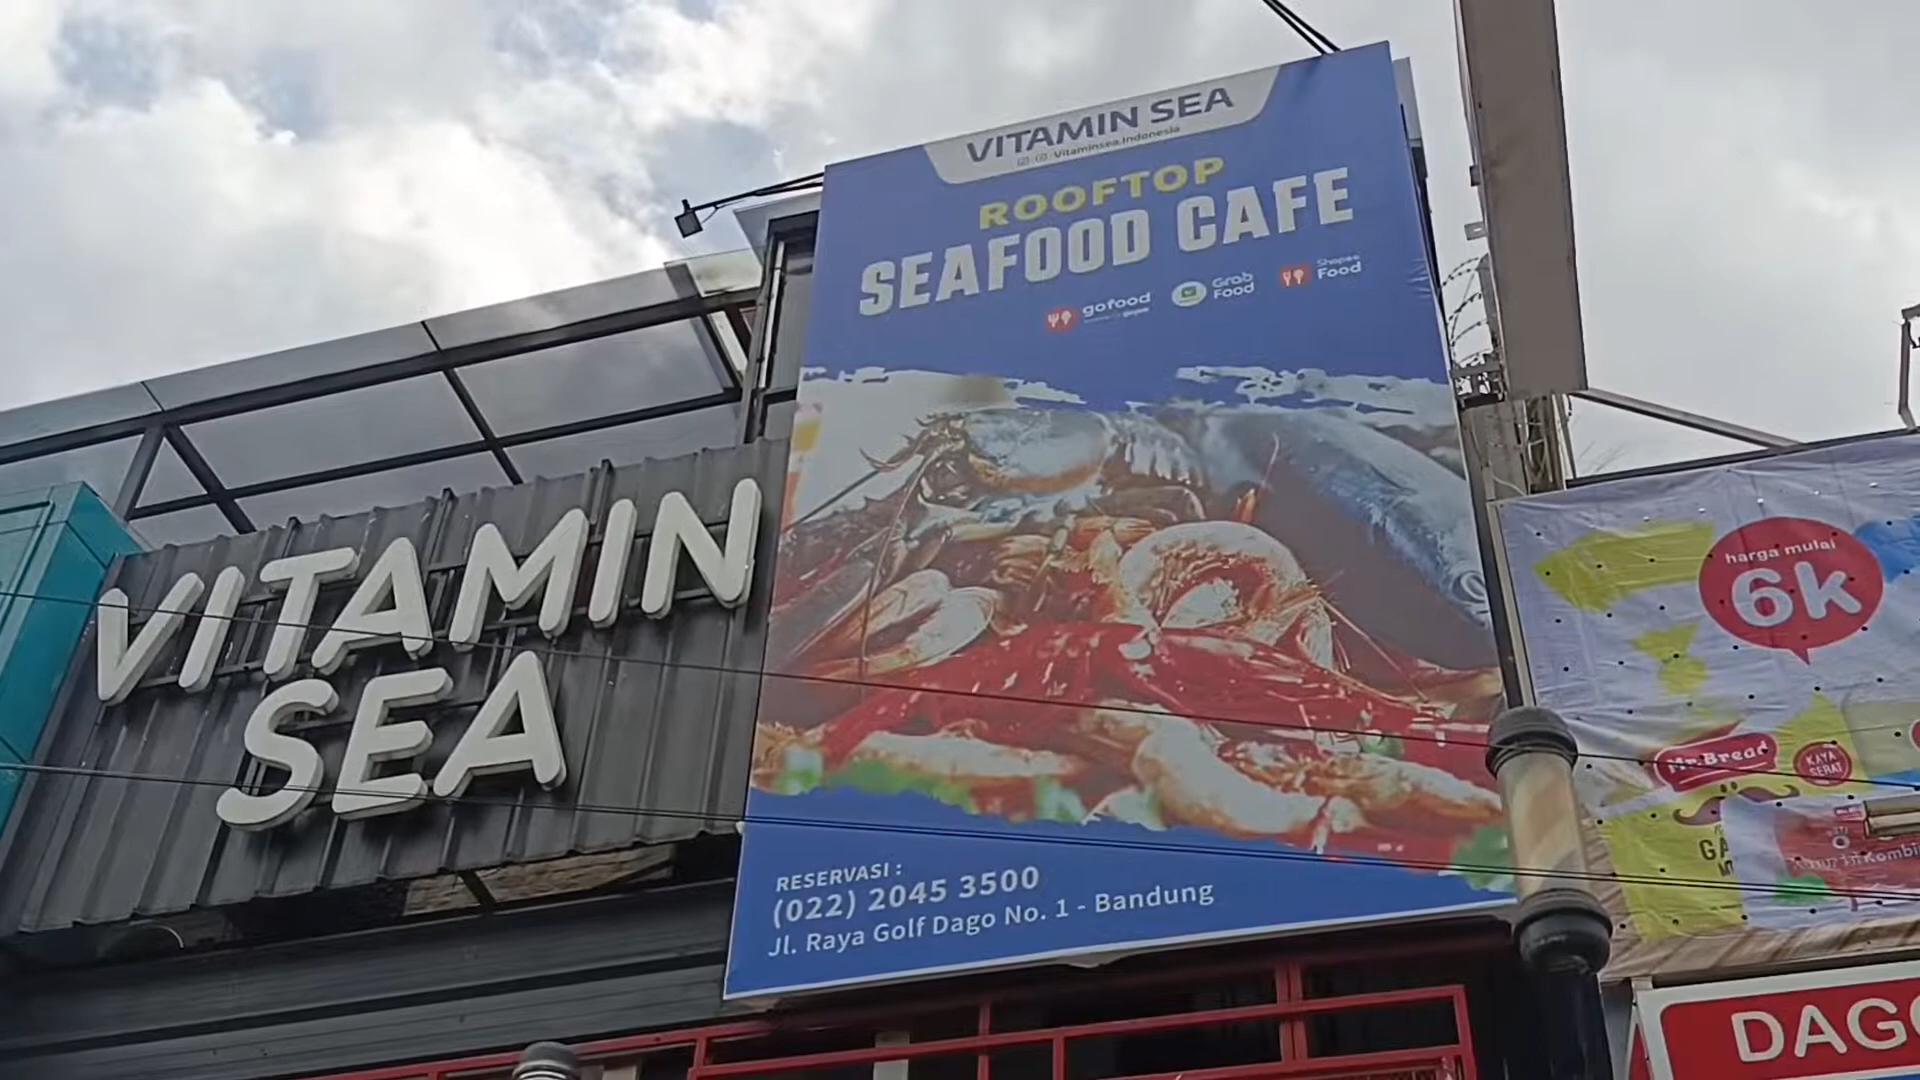 VITAMIN SEA
Vitaminsea.Indonesia
ROOFTOP
SEAFOOD CAFE
gofood
Grab
Food
Shopee
Food
VITAMIN
SEA
RESERVASI :
(022) 2045 3500
Jl. Raya Golf Dago No. 1 - Bandung
harga mulai
6k
Mr.Bread
KAYA
SERAT